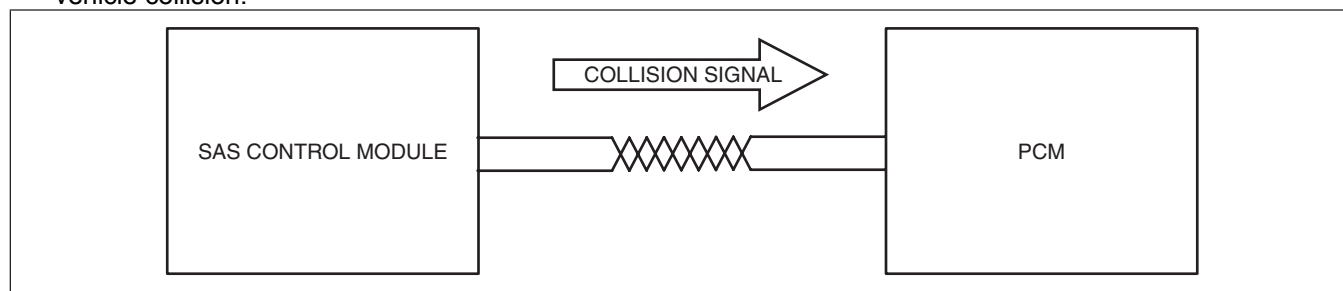 vehicle collision.
COLLISION SIGNAL
SAS CONTROL MODULE
PCM